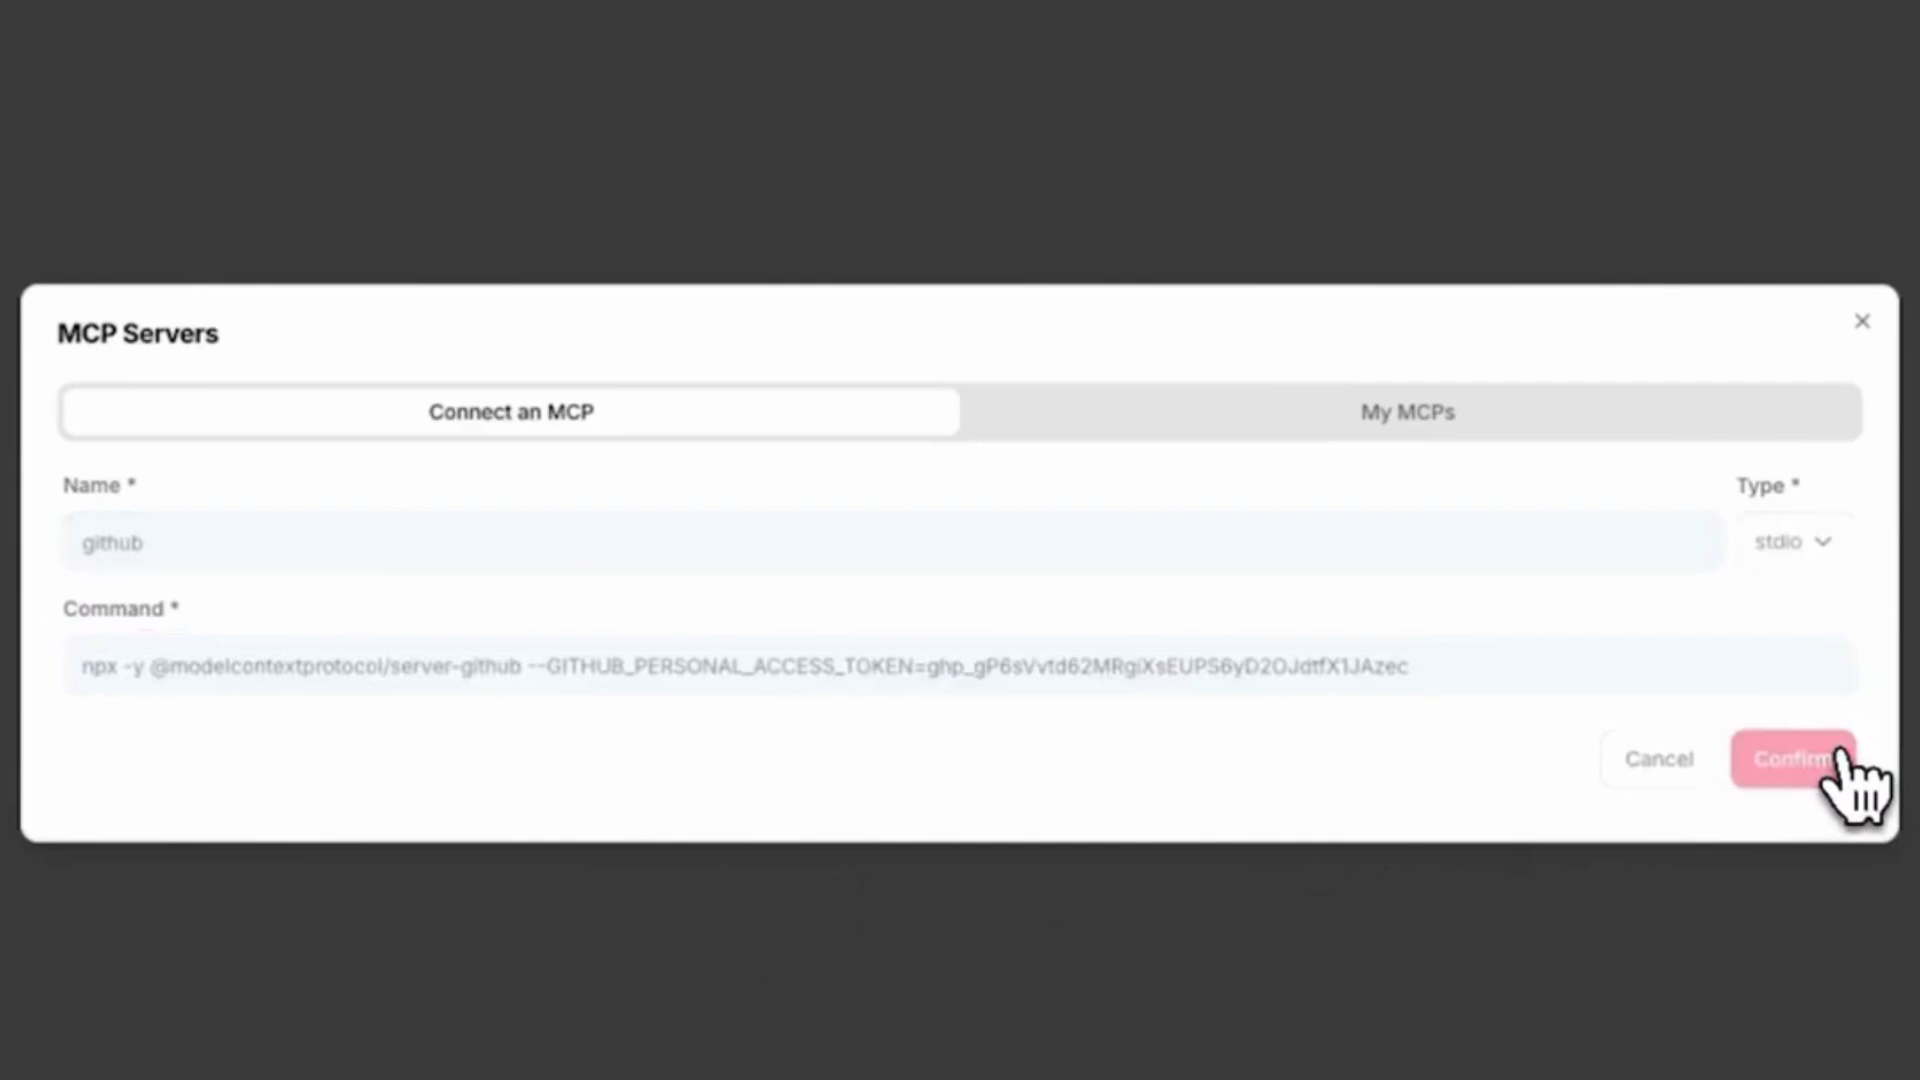 MCP Servers
Connect an MCP
My MCPs
Name *
Type *
github
stdio
Command *
npx -y @modelcontextprotocol/server-github --GITHUB_PERSONAL_ACCESS_TOKEN=
Cancel
Confirm